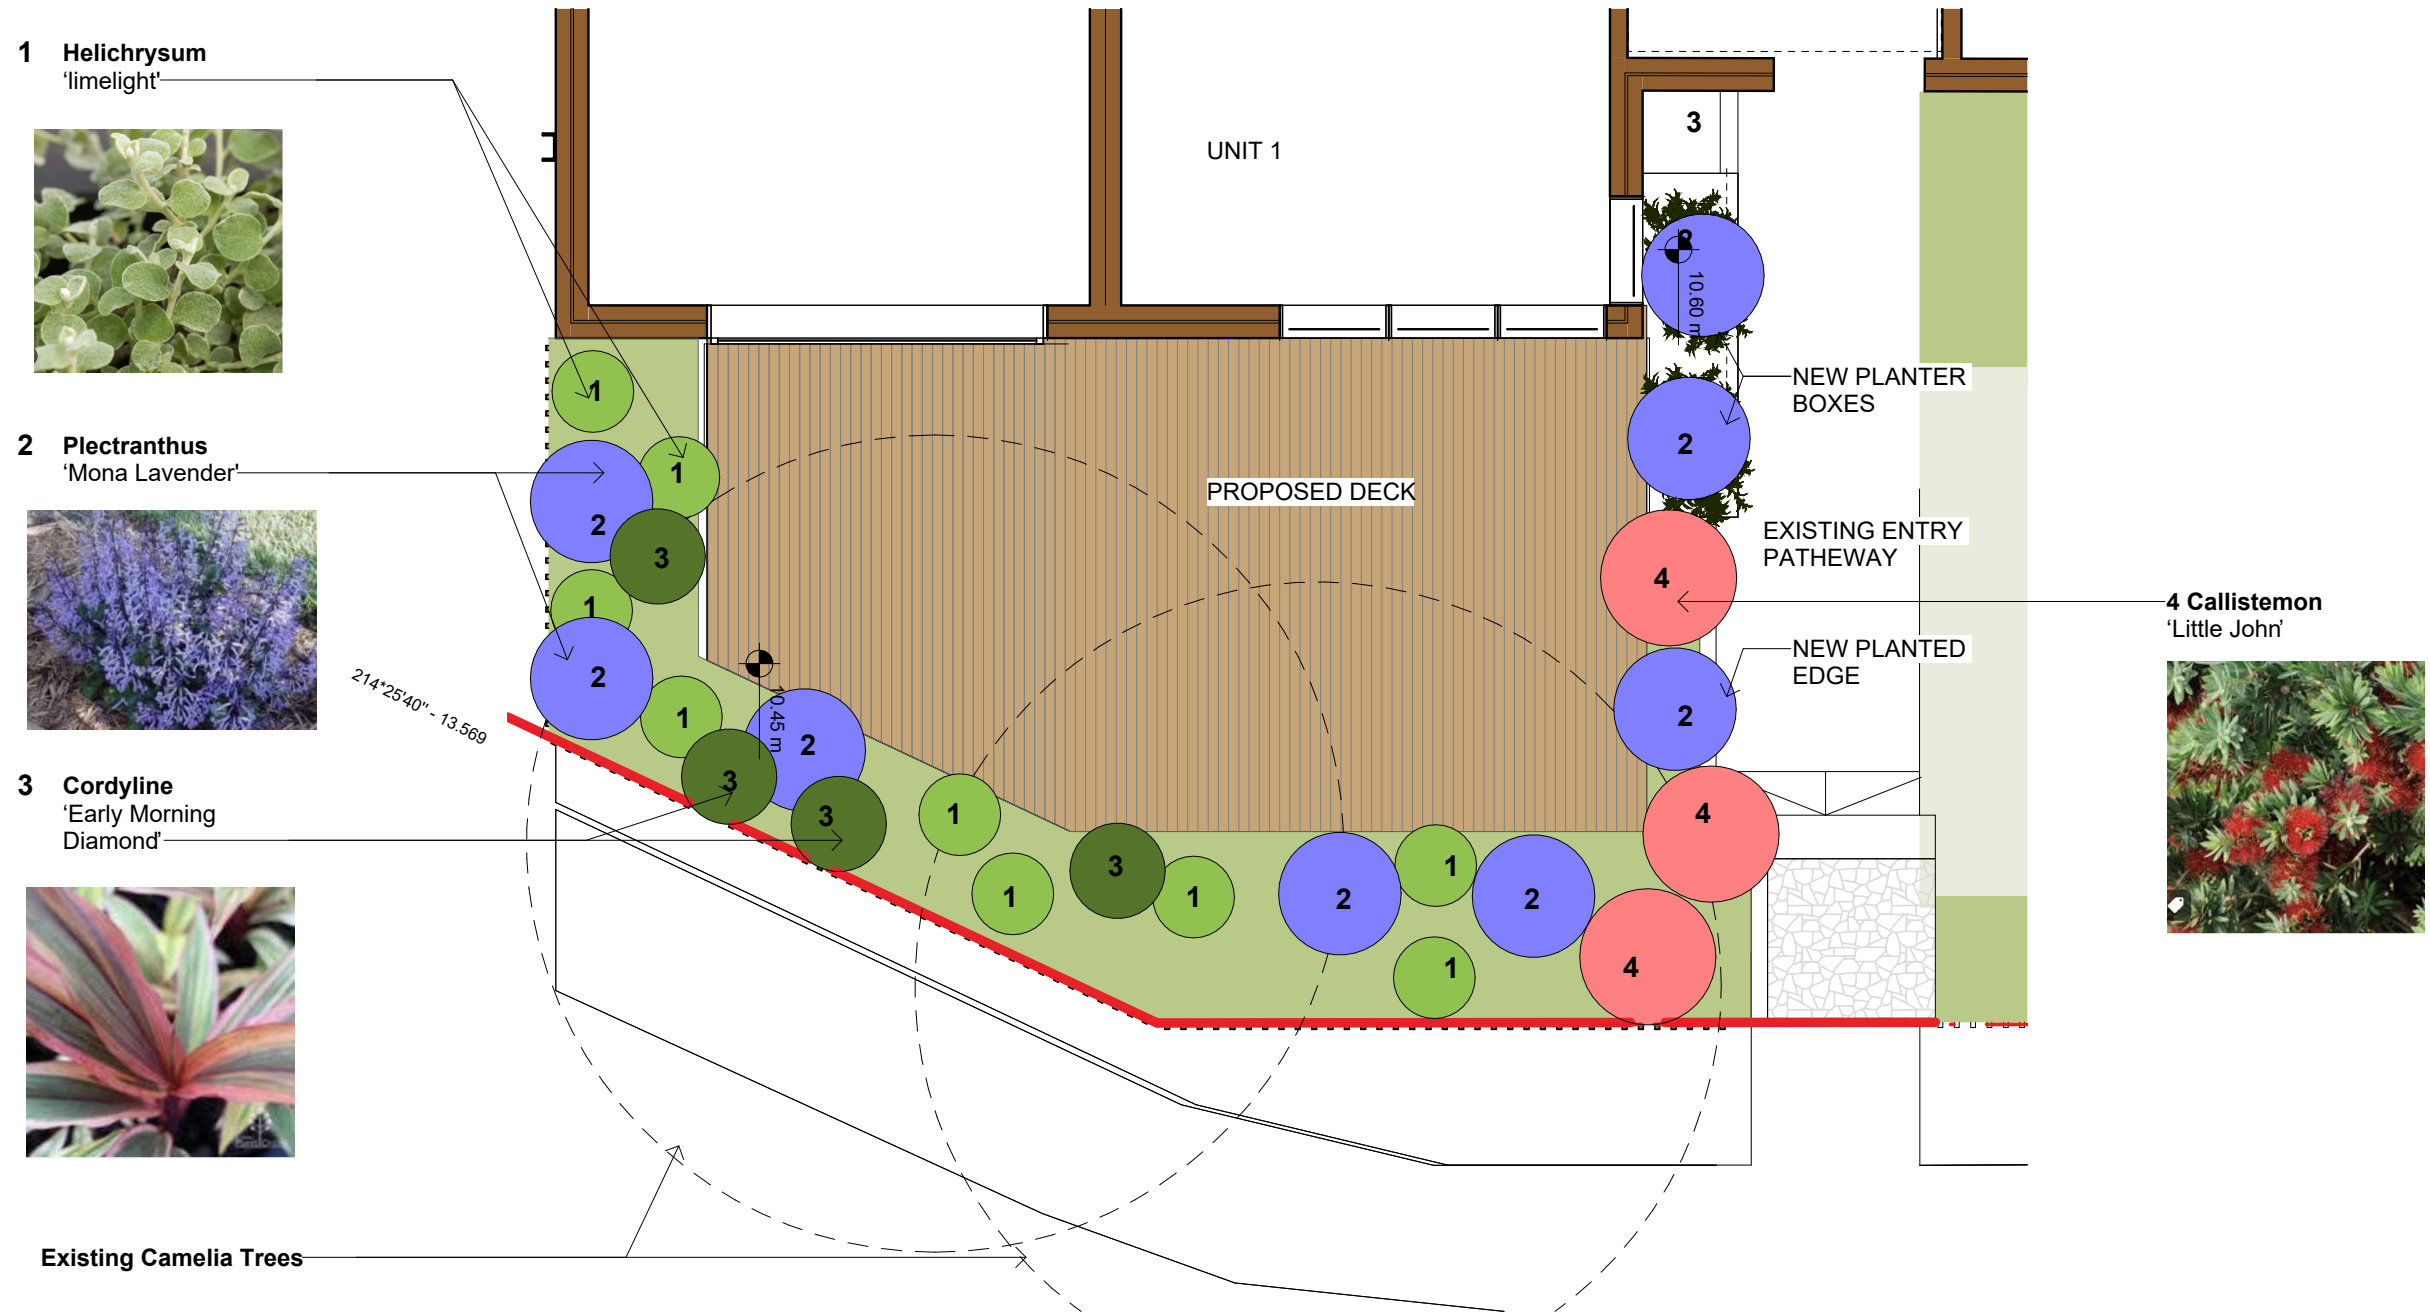 1 Helichrysum
‘limelight'
2 Plectranthus
‘Mona Lavender'
3 Cordyline
‘Early Morning
Diamond'
Existing Camelia Trees
214*25'40" - 13.569
UNIT 1
PROPOSED DECK
10.45 m
10.60 m
NEW PLANTER
BOXES
EXISTING ENTRY
PATHEWAY
NEW PLANTED
EDGE
4 Callistemon
‘Little John'
3
2
1
1
2
2
3
4
1
2
2
1
2
3
4
3
1
1
3
1
2
1
2
1
4